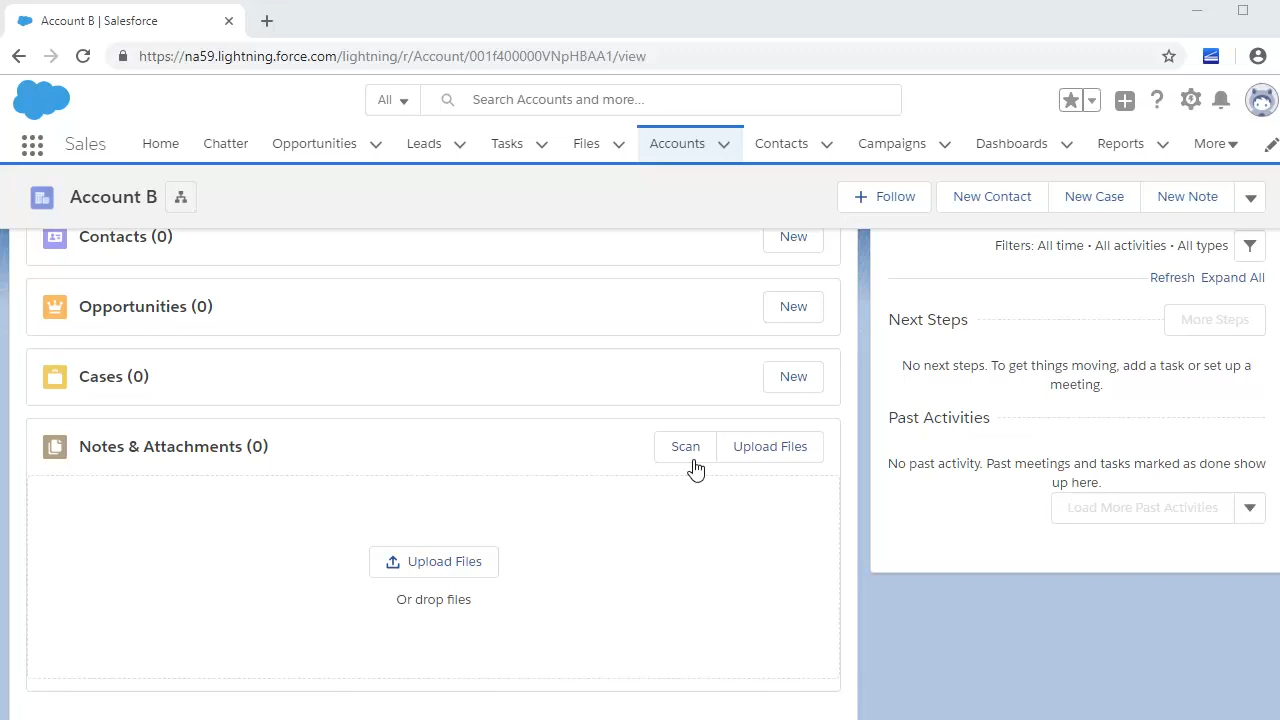 Account B | Salesforce
https://na59.lightning.force.com/lightning/r/Account/001f400000VNpHBAA1/view
All
Search Accounts and more...
Sales
Home
Chatter
Opportunities
Leads
Tasks
Files
Accounts
Contacts
Campaigns
Dashboards
Reports
More
Account B
Follow
New Contact
New Case
New Note
Contacts (0)
New
Opportunities (0)
New
Cases (0)
New
Notes & Attachments (0)
Scan
Upload Files
Upload Files
Or drop files
Filters: All time • All activities • All types
Refresh
Expand All
Next Steps
More Steps
No next steps. To get things moving, add a task or set up a
meeting.
Past Activities
No past activity. Past meetings and tasks marked as done show
up here.
Load More Past Activities